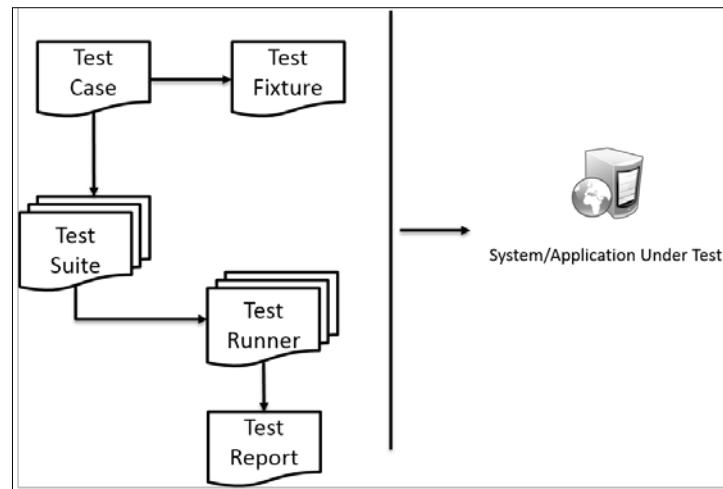 Test
Case
Test
Fixture
Test
Suite
Test
Runner
Test
Report
System/Application Under Test